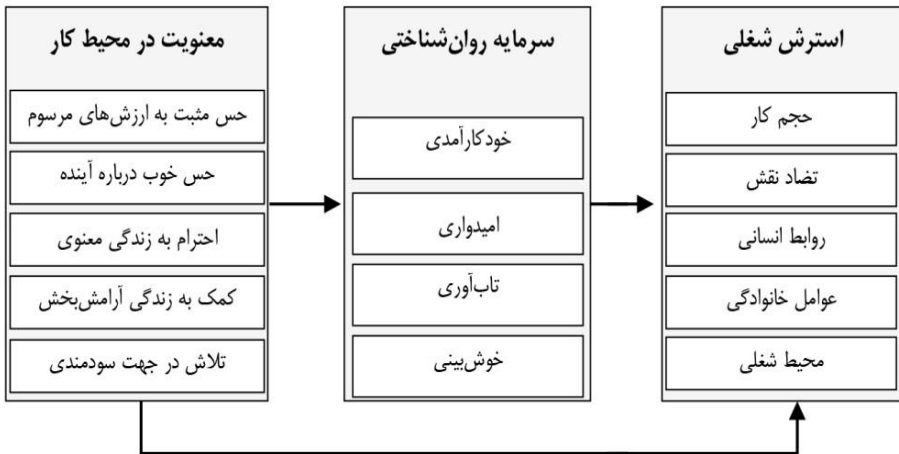 معنویت در محیط کار
حس مثبت به ارزش‌های مرسوم
حس خوب درباره آینده
احترام به زندگی معنوی
کمک به زندگی آرامش‌بخش
تلاش در جهت سودمندی
سرمایه روان‌شناختی
خودکارآمدی
امیدواری
تاب‌آوری
خوش‌بینی
استرش شغلی
حجم کار
تضاد نقش
روابط انسانی
عوامل خانوادگی
محیط شغلی